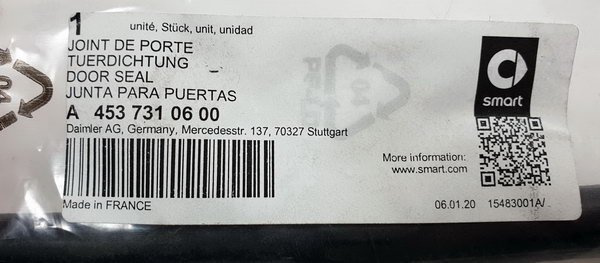 1 unité, Stück, unit, unidad
JOINT DE PORTE
TUERDICHTUNG
DOOR SEAL
JUNTA PARA PUERTAS
A 453 731 06 00
Daimler AG, Germany, Mercedesstr. 137, 70327 Stuttgart
smart
More information:
www.smart.com
Made in FRANCE
06.01.20 15483001A/
04